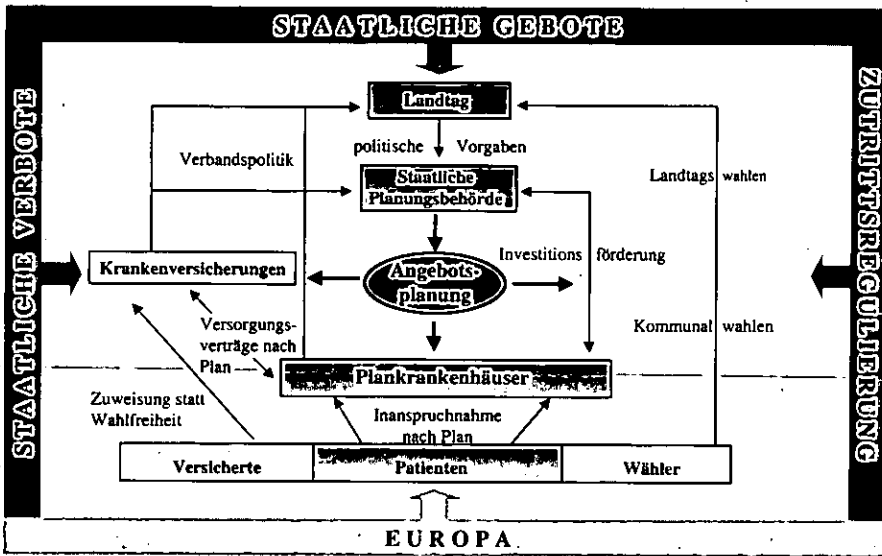 STAATLICHE GEBOTE
STAATLICHE VERBOTE
ZUTRITTSREGULIERUNG
Landtag
politische Vorgaben
Verbandspolitik
Staatliche
Planungsbehörde
Landtags wahlen
Krankenversicherungen
Angebots-
planung
Investitions förderung
Versorgungs-
verträge nach
Plan
Kommunal wahlen
Plankrankenhäuser
Zuweisung statt
Wahlfreiheit
Inanspruchnahme
nach Plan
Versicherte
Patienten
Wähler
EUROPA